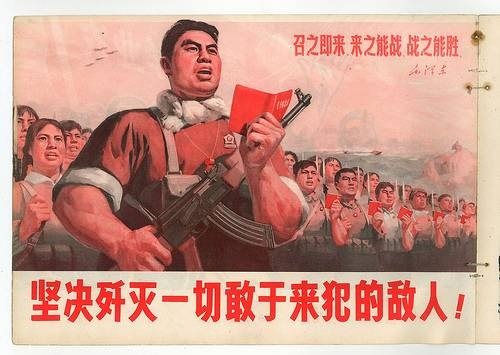 召之即来，来之能战，战之能胜。
毛泽东
坚决歼灭一切敢于来犯的敌人！